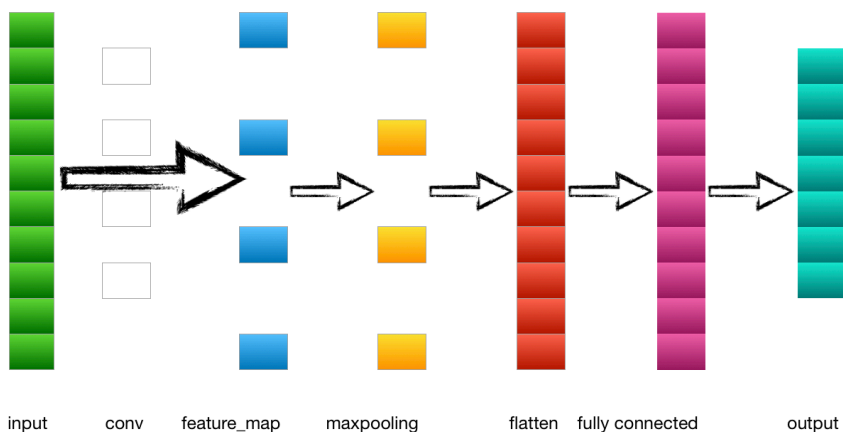 input conv feature_map maxpooling flatten fully connected output